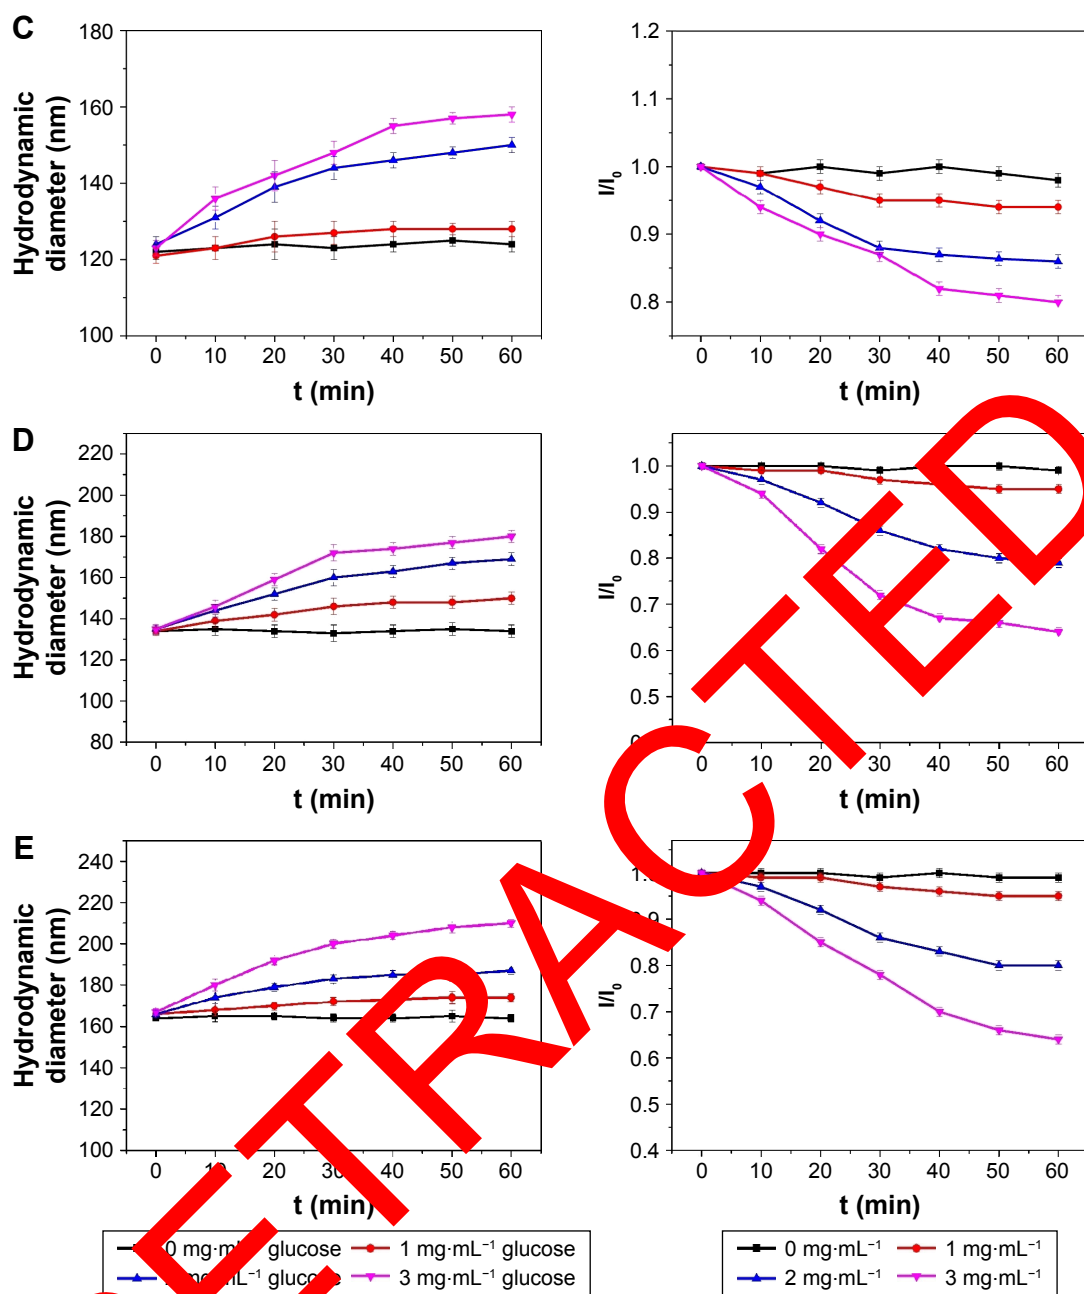 C
Hydrodynamic
diameter (nm)
180
160
140
120
100
0 10 20 30 40 50 60
t (min)
I/I0
1.2
1.1
1.0
0.9
0.8
0 10 20 30 40 50 60
t (min)
D
Hydrodynamic
diameter (nm)
220
200
180
160
140
120
100
80
0 10 20 30 40 50 60
t (min)
I/I0
1.0
0.9
0.8
0.7
0.6
0.5
0 10 20 30 40 50 60
t (min)
E
Hydrodynamic
diameter (nm)
240
220
200
180
160
140
120
100
0 20 30 40 50 60
t (min)
I/I0
0.8
0.7
0.6
0.5
0.4
0 10 20 30 40 50 60
t (min)
0 glucose 1 mg·mL⁻¹ glucose
glucose 3 mg·mL⁻¹ glucose
0 mg·mL⁻¹ 1 mg·mL⁻¹
2 mg·mL⁻¹ 3 mg·mL⁻¹
ETRACTED